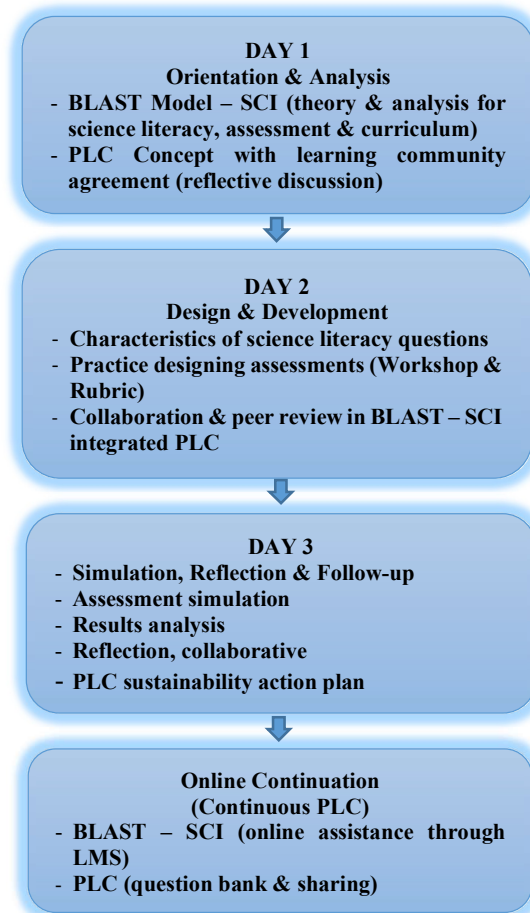 DAY 1
Orientation & Analysis
- BLAST Model – SCI (theory & analysis for
science literacy, assessment & curriculum)
- PLC Concept with learning community
agreement (reflective discussion)
DAY 2
Design & Development
- Characteristics of science literacy questions
- Practice designing assessments (Workshop &
Rubric)
- Collaboration & peer review in BLAST – SCI
integrated PLC
DAY 3
- Simulation, Reflection & Follow-up
- Assessment simulation
- Results analysis
- Reflection, collaborative
- PLC sustainability action plan
Online Continuation
(Continuous PLC)
- BLAST – SCI (online assistance through
LMS)
- PLC (question bank & sharing)